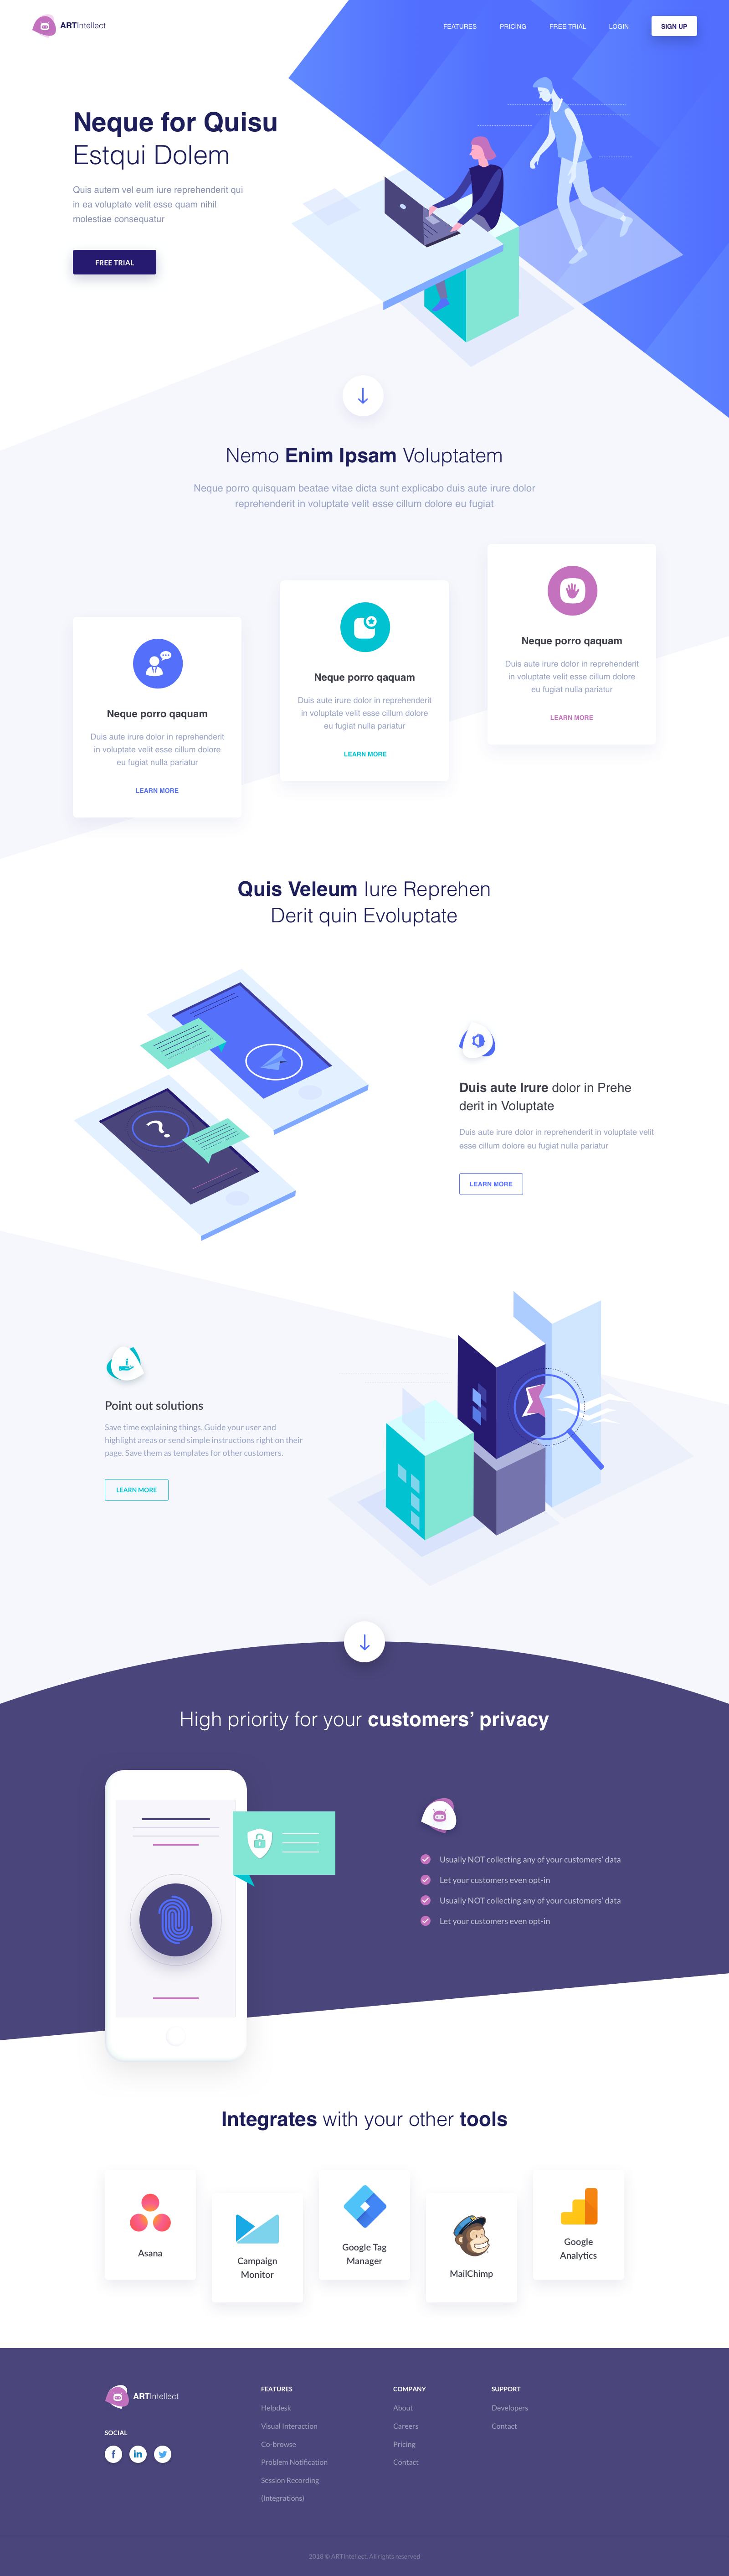 ARTIntellect
FEATURES PRICING FREE TRIAL LOGIN SIGN UP
Neque for Quisu
Estqui Dolem
Quis autem vel eum iure reprehenderit qui
in ea voluptate velit esse quam nihil
molestiae consequatur
FREE TRIAL
Nemo Enim Ipsam Voluptatem
Neque porro quisquam beatae vitae dicta sunt explicabo duis aute irure dolor
reprehenderit in voluptate velit esse cillum dolore eu fugiat
Neque porro qaquam
Duis aute irure dolor in reprehenderit
in voluptate velit esse cillum dolore
eu fugiat nulla pariatur
LEARN MORE
Neque porro qaquam
Duis aute irure dolor in reprehenderit
in voluptate velit esse cillum dolore
eu fugiat nulla pariatur
LEARN MORE
Neque porro qaquam
Duis aute irure dolor in reprehenderit
in voluptate velit esse cillum dolore
eu fugiat nulla pariatur
LEARN MORE
Quis Veleum Iure Reprehen
Derit quin Evoluptate
?
Duis aute Irure dolor in Prehe
derit in Voluptate
Duis aute irure dolor in reprehenderit in voluptate velit
esse cillum dolore eu fugiat nulla pariatur
LEARN MORE
Point out solutions
Save time explaining things. Guide your user and
highlight areas or send simple instructions right on their
page. Save them as templates for other customers.
LEARN MORE
High priority for your customers’ privacy
Usually NOT collecting any of your customers’ data
Let your customers even opt-in
Usually NOT collecting any of your customers’ data
Let your customers even opt-in
Integrates with your other tools
Asana
Campaign
Monitor
Google Tag
Manager
MailChimp
Google
Analytics
ARTIntellect
SOCIAL
FEATURES
Helpdesk
Visual Interaction
Co-browse
Problem Notification
Session Recording
(Integrations)
COMPANY
About
Careers
Pricing
Contact
SUPPORT
Developers
Contact
2018 © ARTIntellect. All rights reserved